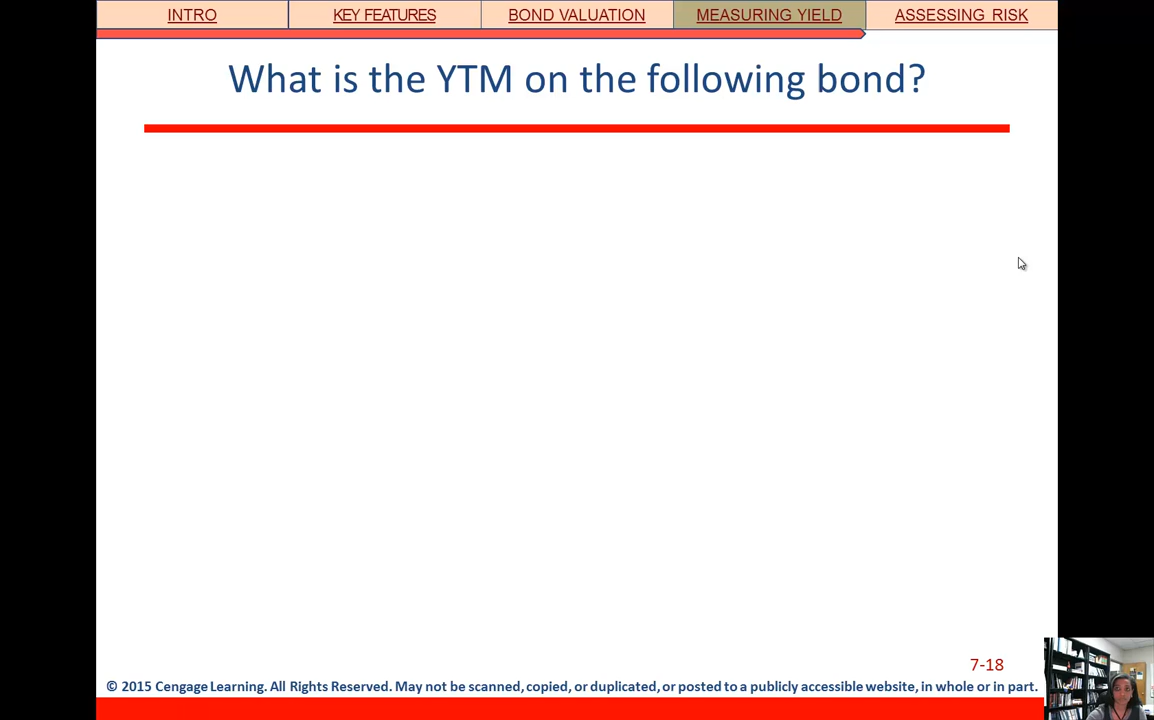 INTRO
KEY FEATURES
BOND VALUATION
MEASURING YIELD
ASSESSING RISK
What is the YTM on the following bond?
7-18
© 2015 Cengage Learning. All Rights Reserved. May not be scanned, copied, or duplicated, or posted to a publicly accessible website, in whole or in part.